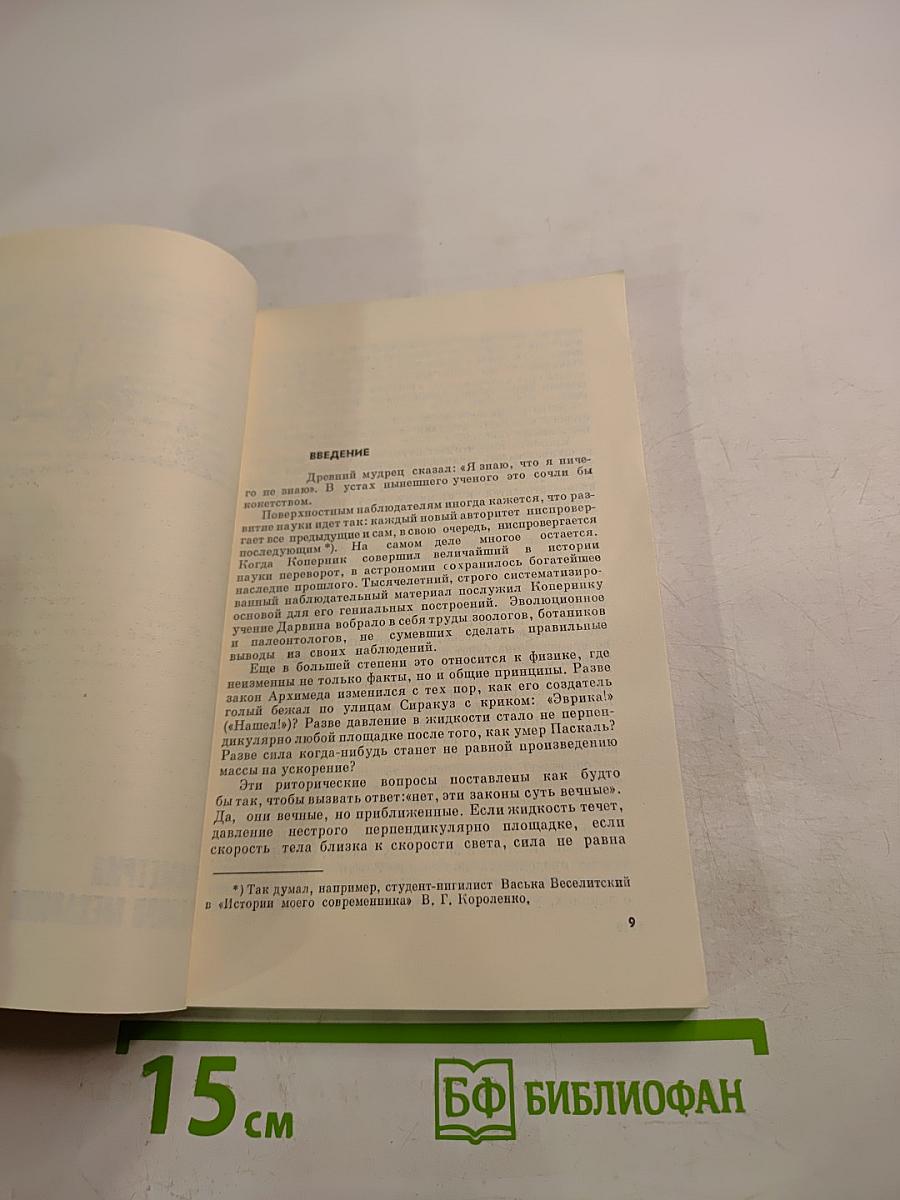 ВВЕДЕНИЕ
Древний мудрец сказал: «Я знаю, что я ниче-
го не знаю». В устах нынешнего ученого это сочли бы
кокетством.
Поверхностным наблюдателям иногда кажется, что раз-
витие науки идет так: каждый новый авторитет ниспровер-
гает все предыдущие и сам, в свою очередь, ниспровергается
последующим *). На самом деле многое остается.
Когда Коперник совершил величайший в истории
науки переворот, в астрономии сохранилось богатейшее
наследие прошлого. Тысячелетний, строго систематизиро-
ванный наблюдательный материал послужил Копернику
основой для его гениальных построений. Эволюционное
учение Дарвина вобрало в себя труды зоологов, ботаников
и палеонтологов, не сумевших сделать правильные
выводы из своих наблюдений.
Еще в большей степени это относится к физике, где
неизменны не только факты, но и общие принципы. Разве
закон Архимеда изменился с тех пор, как его создатель
голый бежал по улицам Сиракуз с криком: «Эврика!»
(«Нашел!»)? Разве давление в жидкости стало не перпен-
дикулярно любой площадке после того, как умер Паскаль?
Разве сила когда-нибудь станет не равной произведению
массы на ускорение?
Эти риторические вопросы поставлены как будто
бы так, чтобы вызвать ответ:«нет, эти законы суть вечные».
Да, они вечные, но приближенные. Если жидкость течет,
давление нестрого перпендикулярно площадке, если
скорость тела близка к скорости света, сила не равна
*) Так думал, например, студент-нигилист Васька Веселитский
в «Истории моего современника» В. Г. Короленко,
9
15 см
БФ БИБЛИОФАН